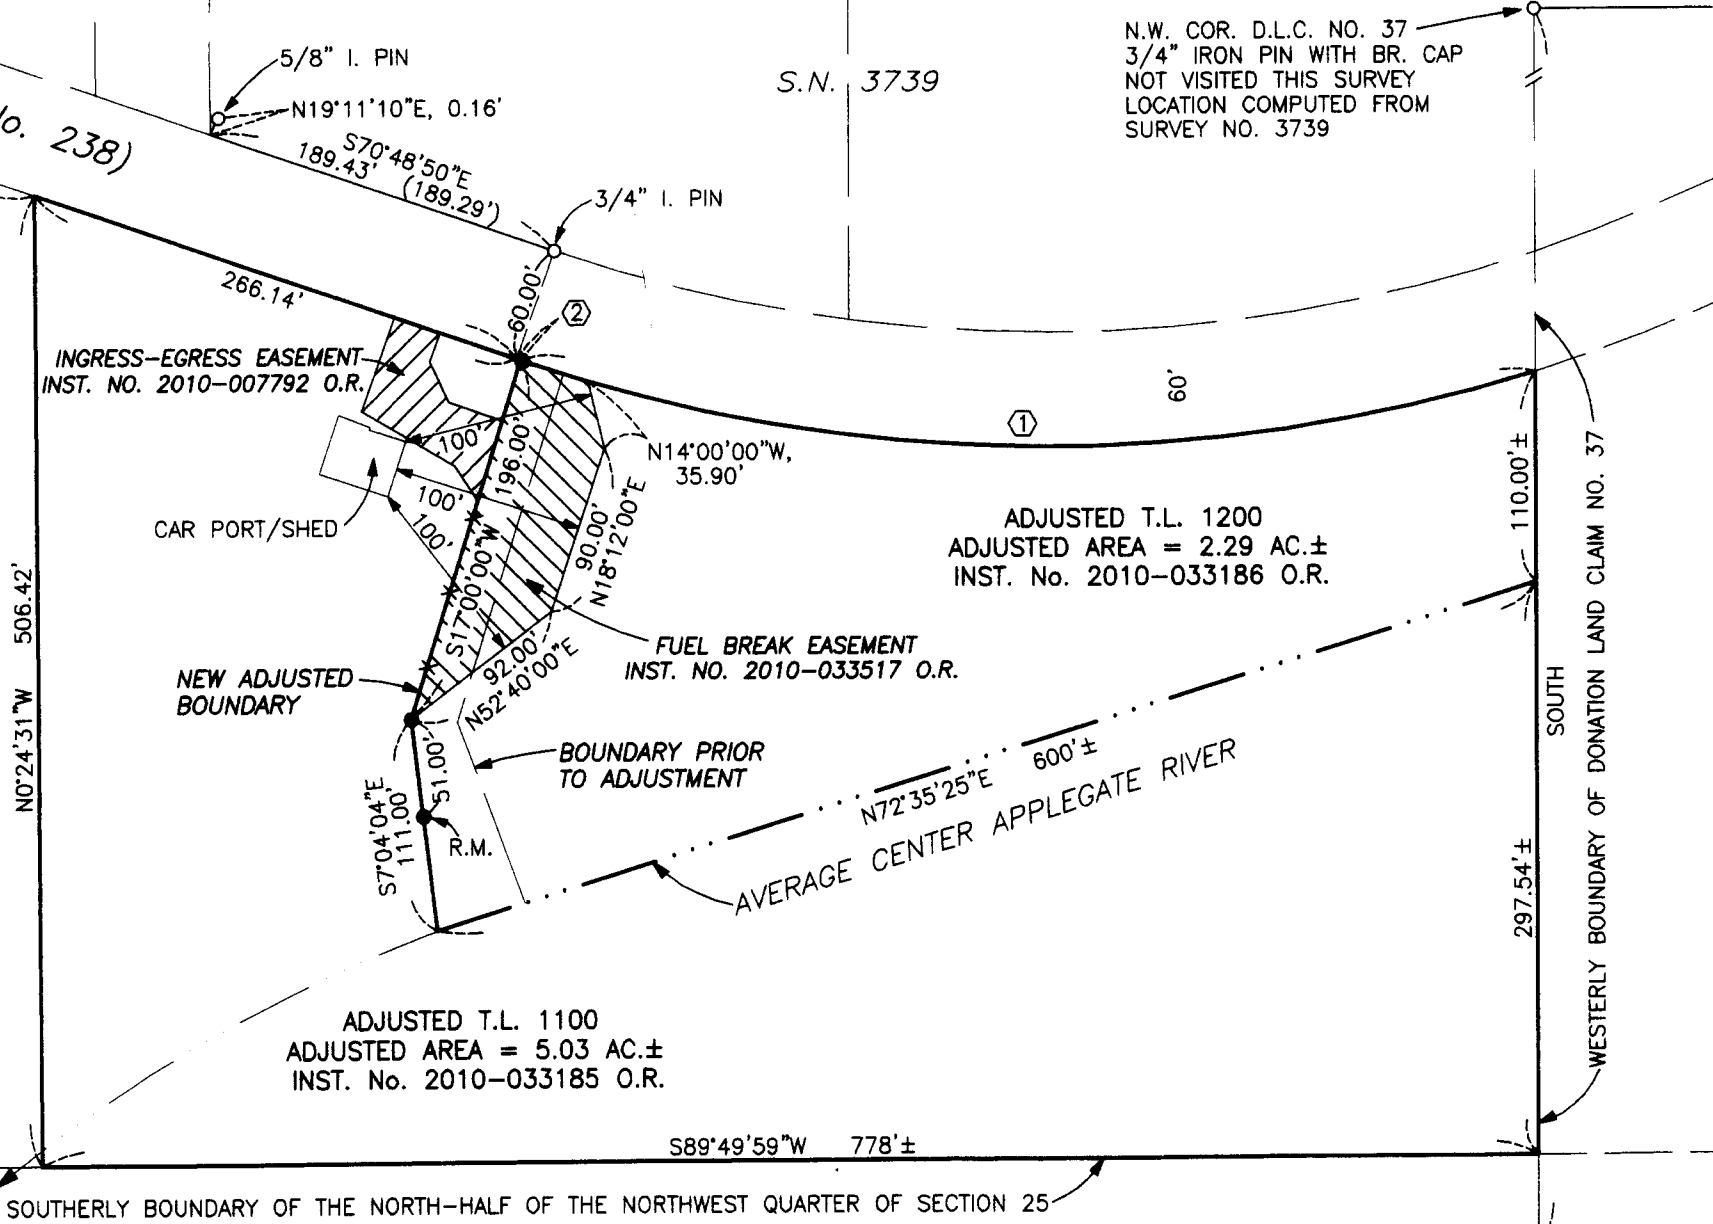 N.W. COR. D.L.C. NO. 37
3/4" IRON PIN WITH BR. CAP
NOT VISITED THIS SURVEY
LOCATION COMPUTED FROM
SURVEY NO. 3739
5/8" I. PIN
S.N. 3739
N19°11'10"E, 0.16'
238)
S70°48'50"E
189.43'
(189.29')
3/4" I. PIN
266.14'
60.00'
2
INGRESS-EGRESS EASEMENT
INST. NO. 2010-007792 O.R.
60'
1
100'
196.00'
N14°00'00"W,
35.90'
110.00'±
100'
CAR PORT/SHED
100'
S17°00'00"W
90.00'
N18°12'00"E
ADJUSTED T.L. 1200
ADJUSTED AREA = 2.29 AC.±
INST. No. 2010-033186 O.R.
N0°24'31"W 506.42'
FUEL BREAK EASEMENT
INST. NO. 2010-033517 O.R.
92.00'
N52°40'00"E
NEW ADJUSTED
BOUNDARY
SOUTH
WESTERLY BOUNDARY OF DONATION LAND CLAIM NO. 37
BOUNDARY PRIOR
TO ADJUSTMENT
51.00'
S7°04'04"E
111.00'
R.M.
N72°35'25"E 600'±
AVERAGE CENTER APPLEGATE RIVER
297.54'±
ADJUSTED T.L. 1100
ADJUSTED AREA = 5.03 AC.±
INST. No. 2010-033185 O.R.
S89°49'59"W 778'±
SOUTHERLY BOUNDARY OF THE NORTH-HALF OF THE NORTHWEST QUARTER OF SECTION 25